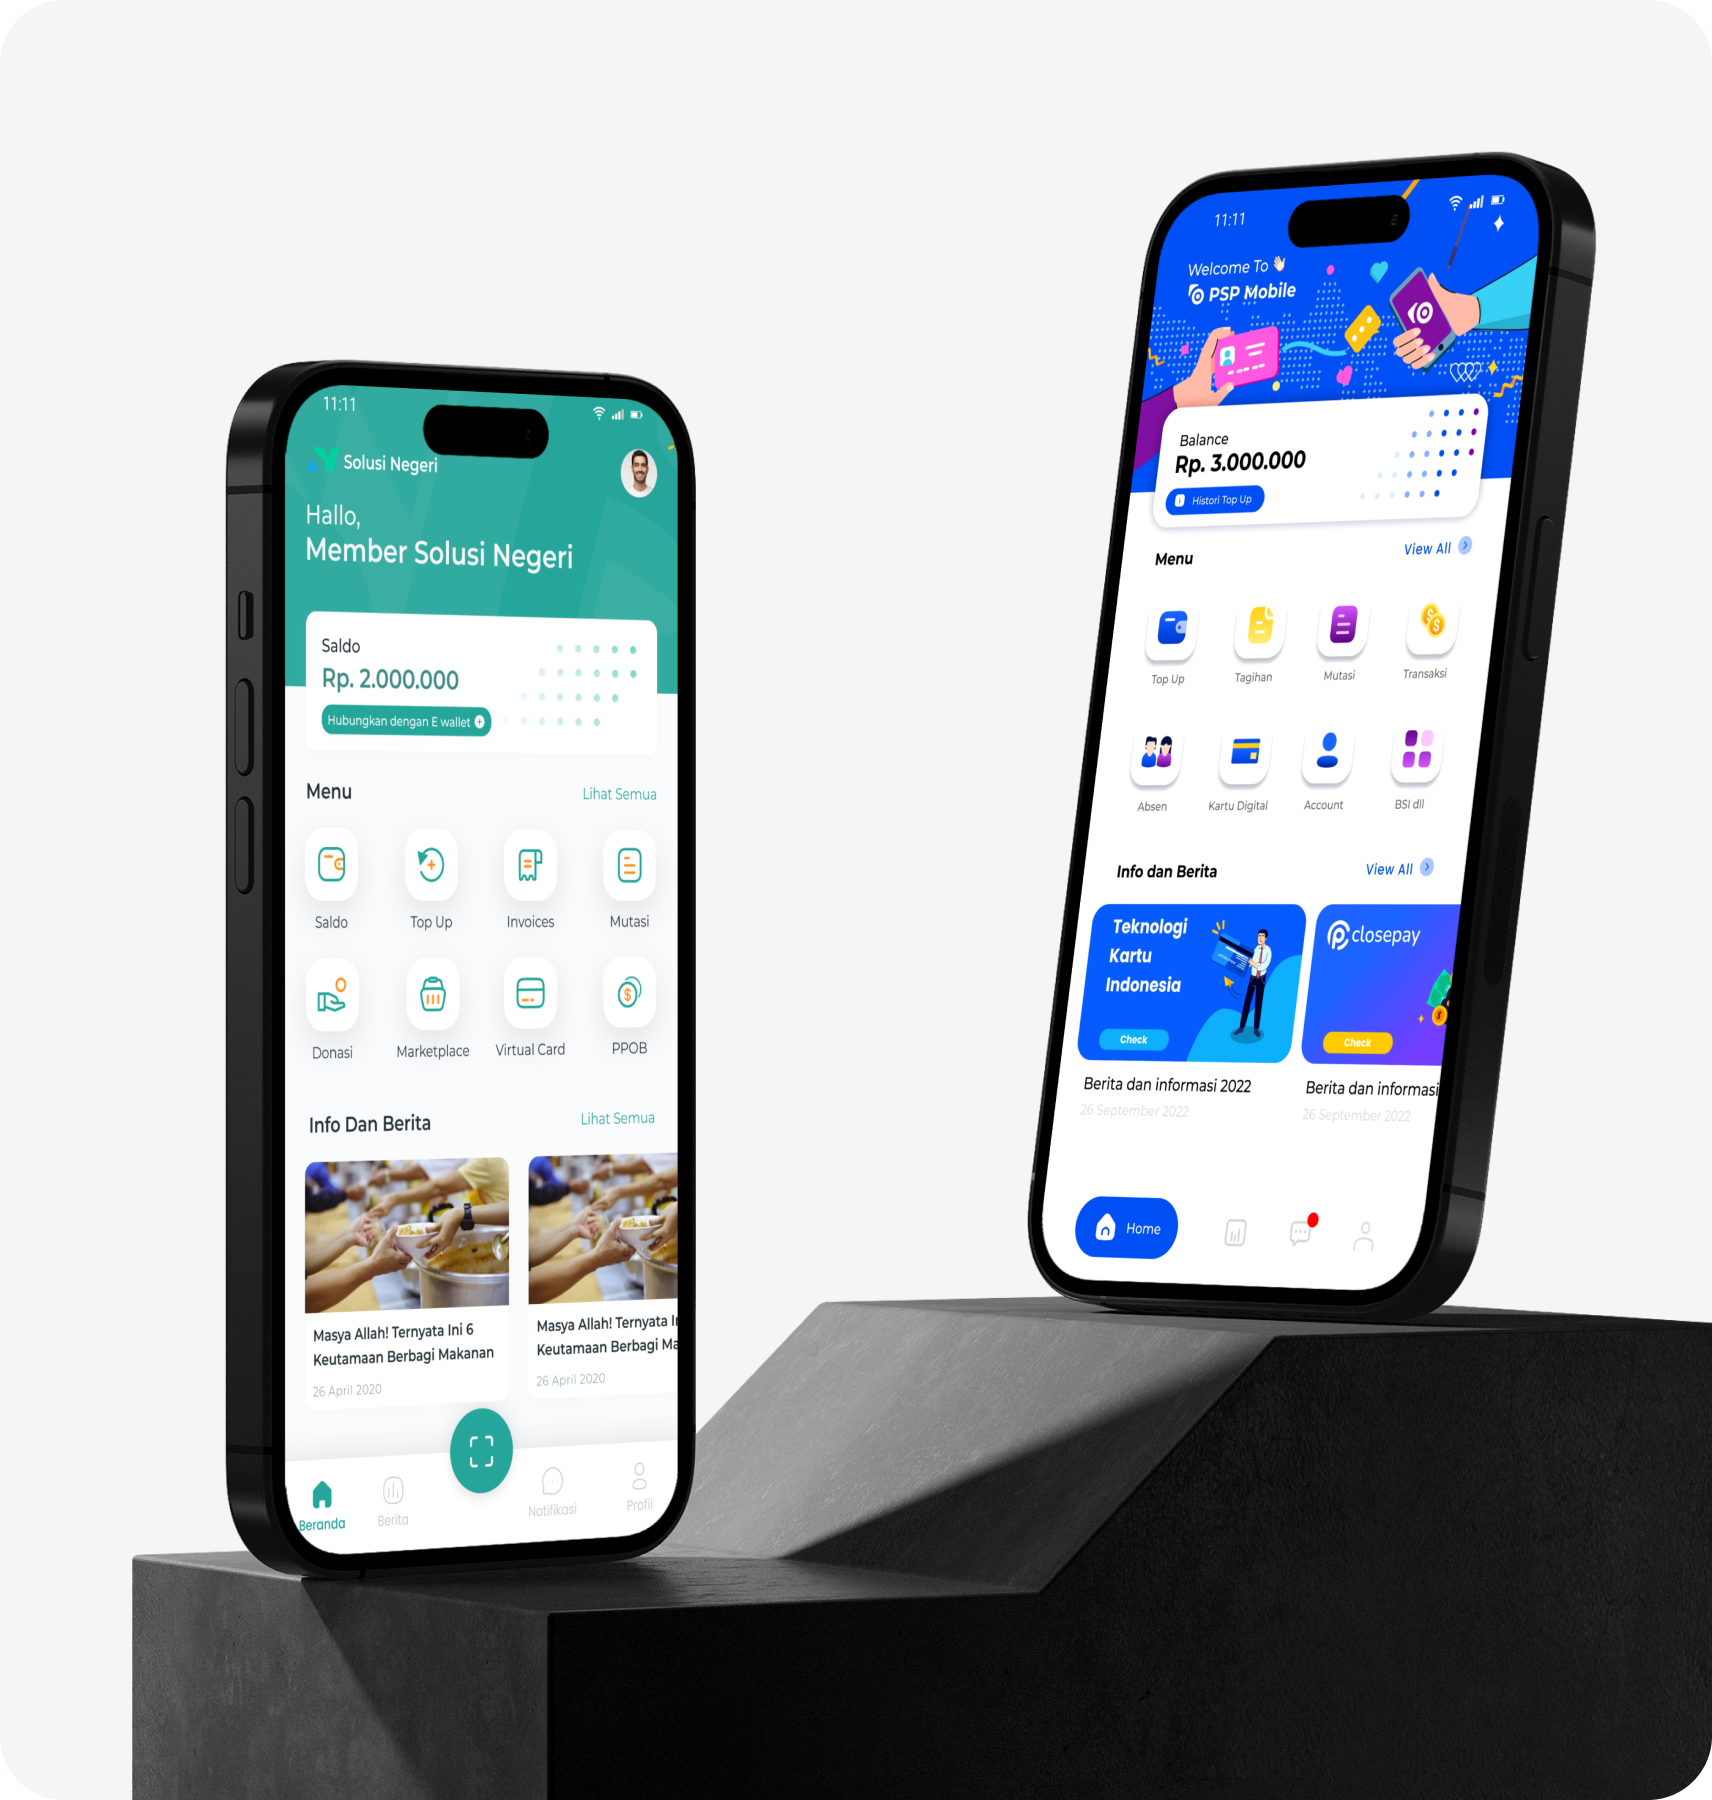 11:11
Solusi Negeri
Hallo,
Member Solusi Negeri
Saldo
Rp. 2.000.000
Hubungkan dengan E wallet
Menu
Lihat Semua
Saldo
Top Up
Invoices
Mutasi
Donasi
Marketplace
Virtual Card
PPOB
Info Dan Berita
Lihat Semua
Masya Allah! Ternyata Ini 6
Keutamaan Berbagi Makanan
26 April 2020
Masya Allah! Ternyata I
Keutamaan Berbagi Ma
26 April 2020
Beranda
Berita
Notifikasi
Profil
11:11
Welcome To 👋
PSP Mobile
Balance
Rp. 3.000.000
Histori Top Up
Menu
View All
Top Up
Tagihan
Mutasi
Transaksi
Absen
Kartu Digital
Account
BSI dll
Info dan Berita
View All
Teknologi
Kartu
Indonesia
Check
closepay
Check
Berita dan informasi 2022
26 September 2022
Berita dan informasi
26 September 2022
Home